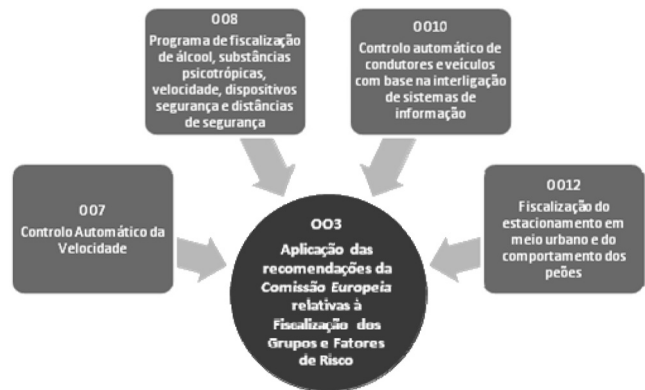 OO8
Programa de fiscalização
de álcool, substâncias
psicotrópicas,
velocidade, dispositivos
segurança e distâncias
de segurança
OO10
Controlo automático de
condutores e veículos
com base na interligação
de sistemas de
informação
OO7
Controlo Automático da
Velocidade
OO12
Fiscalização do
estacionamento em
meio urbano e do
comportamento dos
peões
OO3
Aplicação das
recomendações da
Comissão Europeia
relativas à
Fiscalização dos
Grupos e Fatores
de Risco